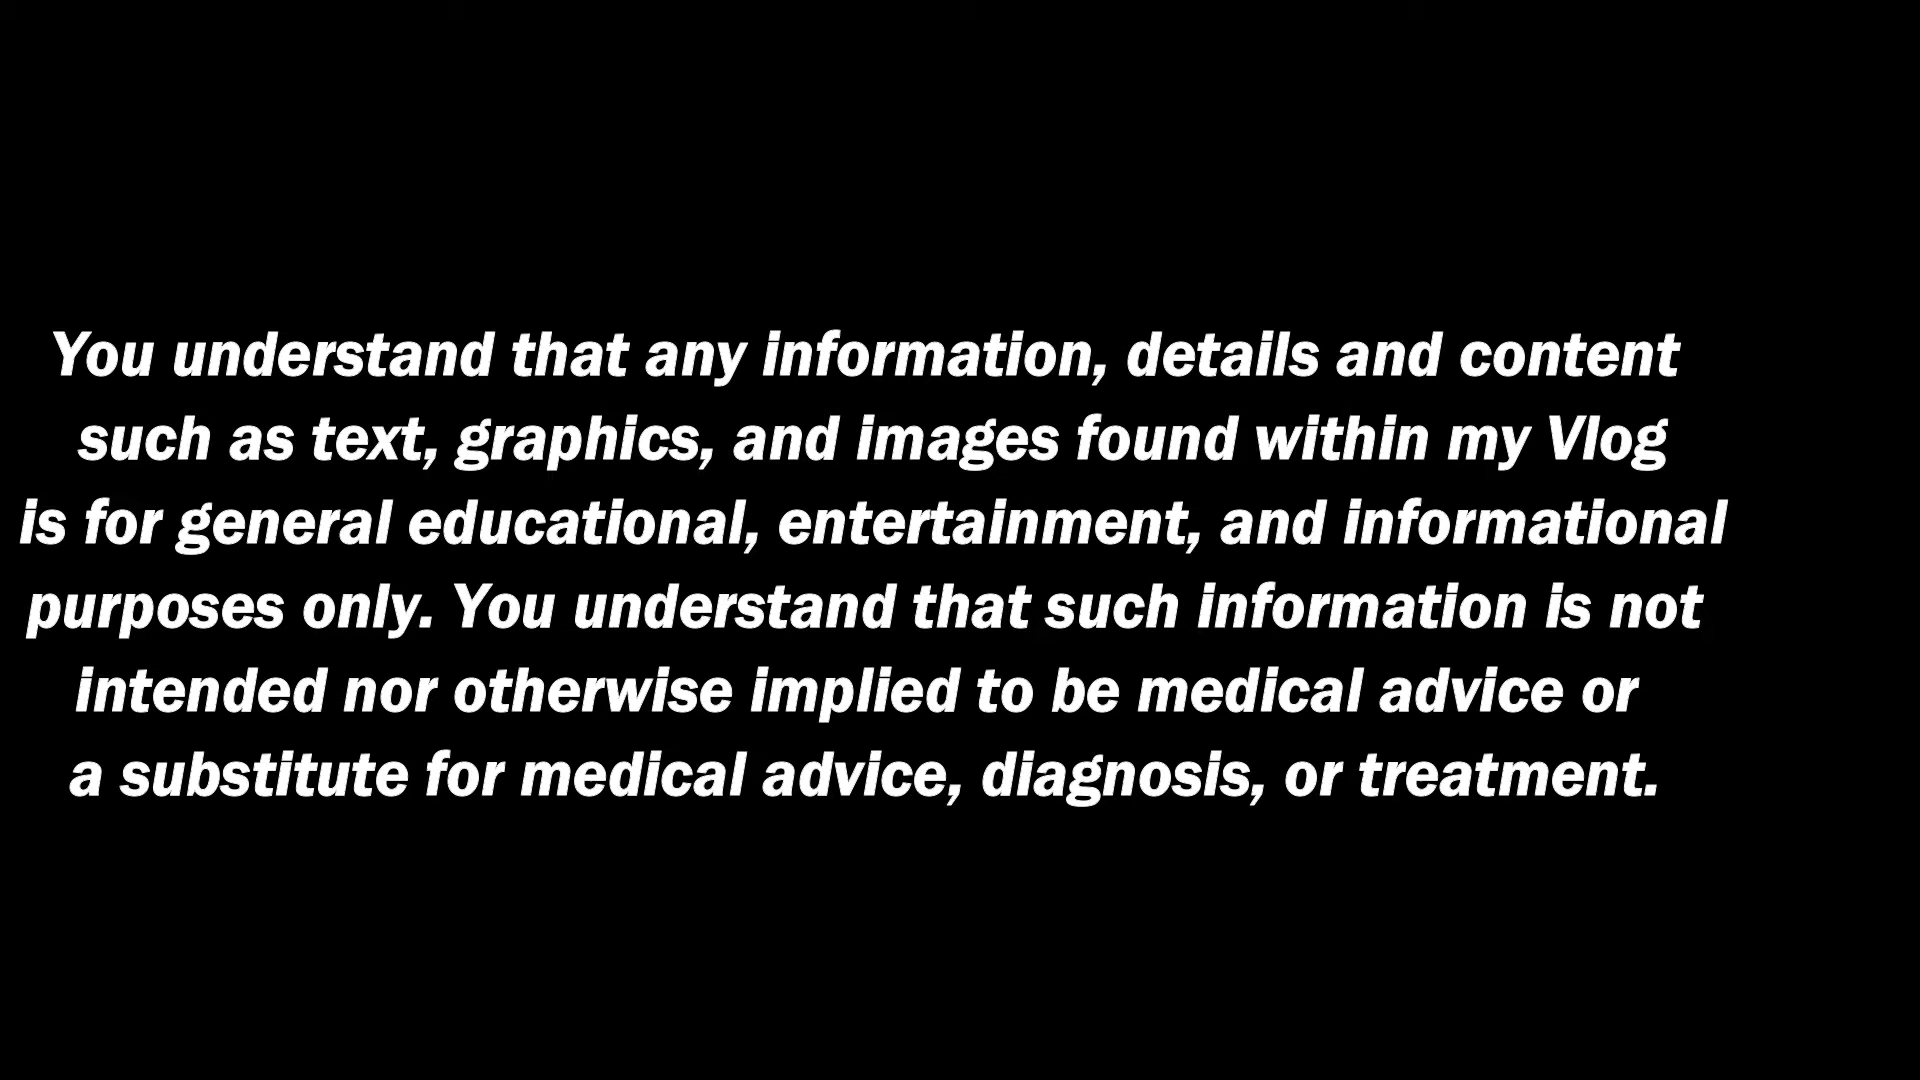 You understand that any information, details and content
such as text, graphics, and images found within my Vlog
is for general educational, entertainment, and informational
purposes only. You understand that such information is not
intended nor otherwise implied to be medical advice or
a substitute for medical advice, diagnosis, or treatment.